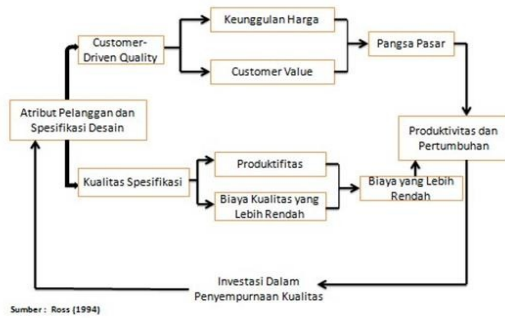 Customer-
Driven Quality
Keunggulan Harga
Customer Value
Pangsa Pasar
Atribut Pelanggan dan
Spesifikasi Desain
Produktivitas dan
Pertumbuhan
Kualitas Spesifikasi
Produktifitas
Biaya Kualitas yang
Lebih Rendah
Biaya yang Lebih
Rendah
Investasi Dalam
Penyempurnaan Kualitas
Sumber : Ross (1994)